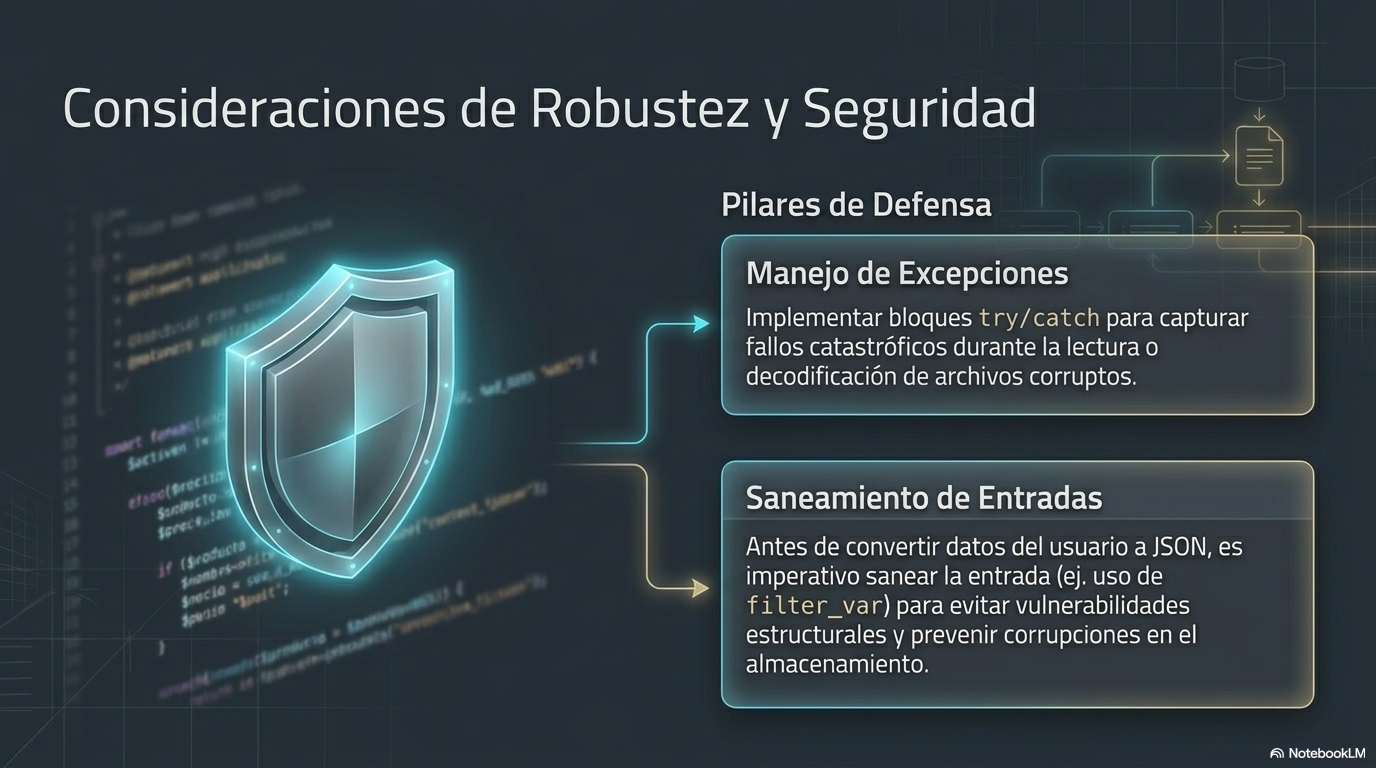 Consideraciones de Robustez y Seguridad
Pilares de Defensa
Manejo de Excepciones
Implementar bloques try/catch para capturar
fallos catastróficos durante la lectura o
decodificación de archivos corruptos.
Saneamiento de Entradas
Antes de convertir datos del usuario a JSON, es
imperativo sanear la entrada (ej. uso de
filter_var) para evitar vulnerabilidades
estructurales y prevenir corrupciones en el
almacenamiento.
if ($producto
NotebookLM